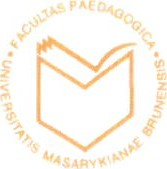 FACULTAS PAEDAGOGICA
• UNIVERSITATIS MASARYKIANAE BRUNENSIS •